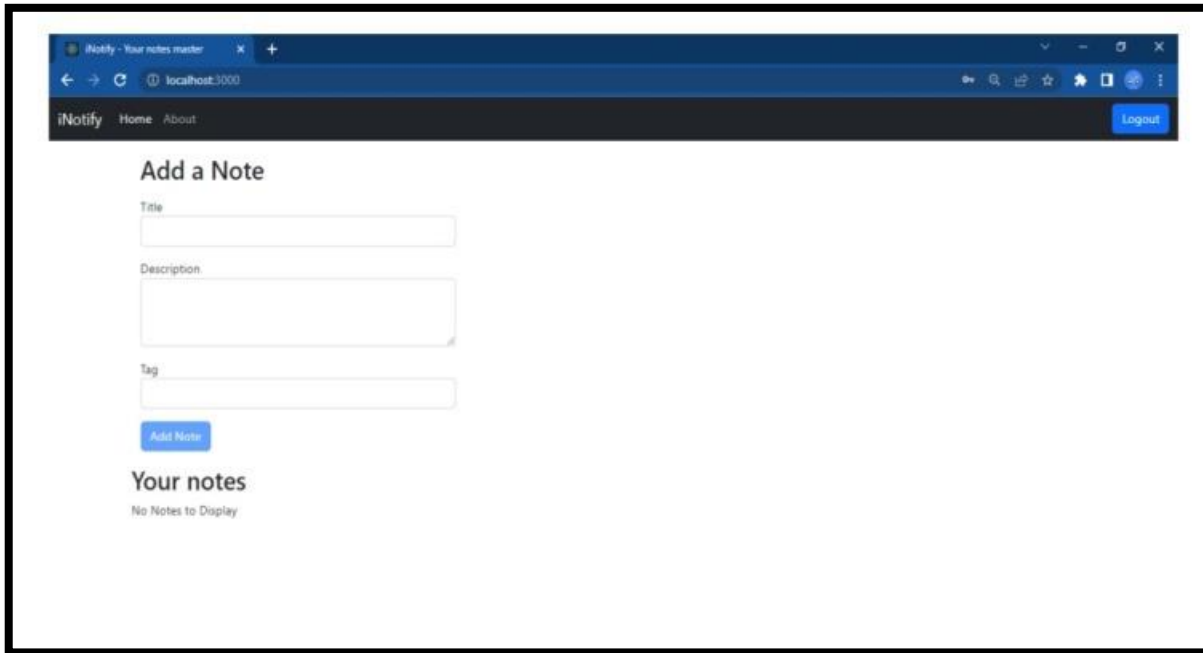 iNotify - Your notes master
localhost:3000
iNotify Home About Logout
Add a Note
Title
Description
Tag
Add Note
Your notes
No Notes to Display